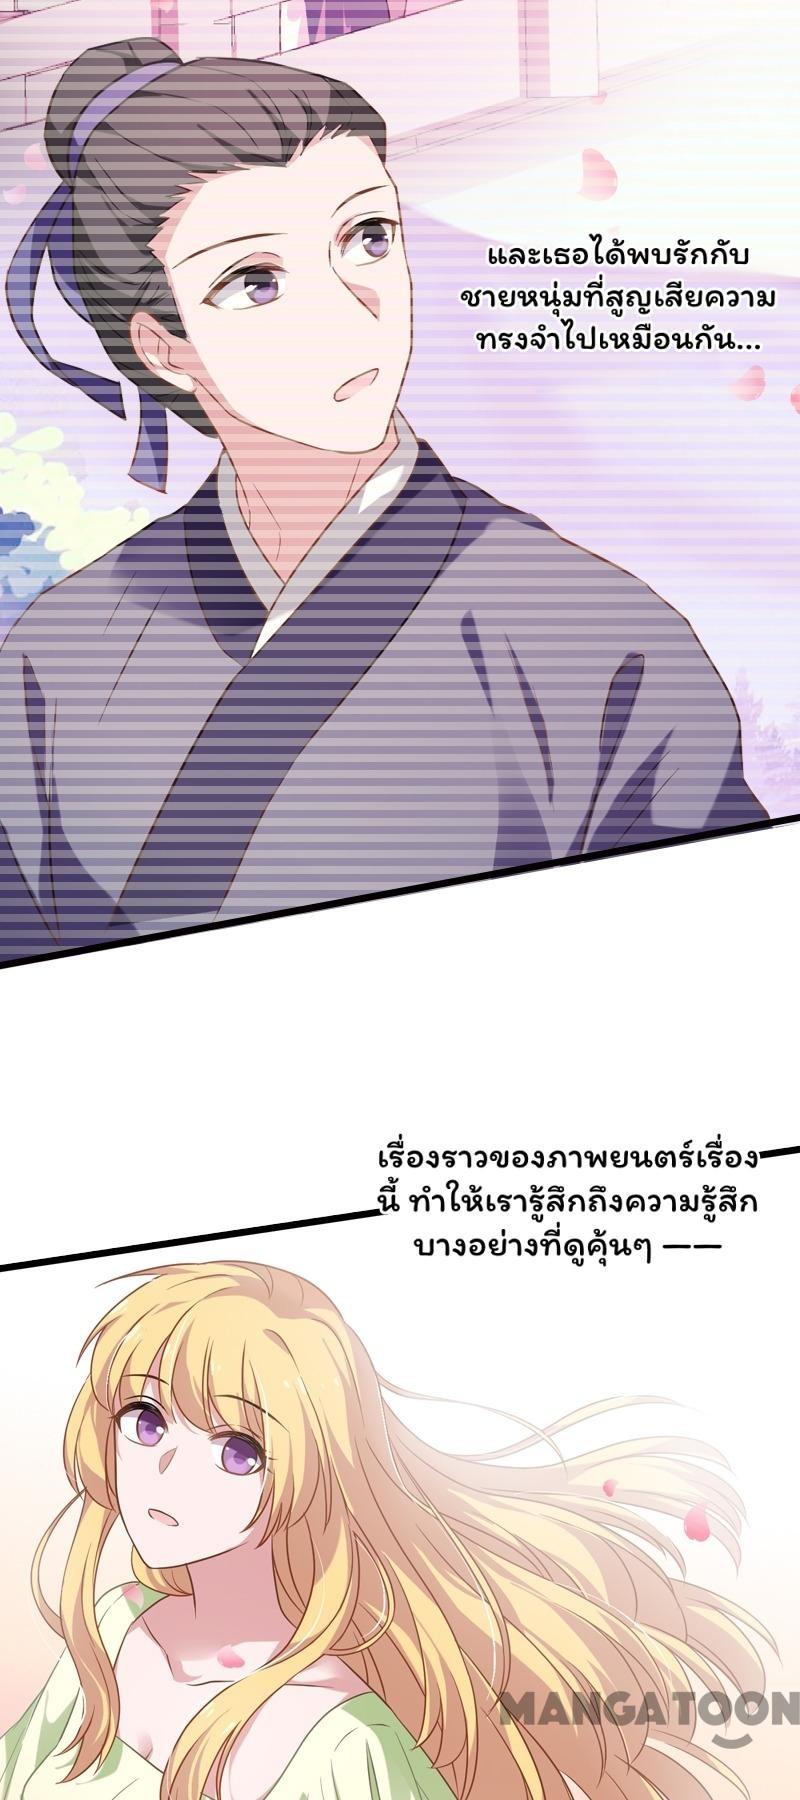 และเธอได้พบรักกับ
ชายหนุ่มที่สูญเสียความ
ทรงจำไปเหมือนกัน...
เรื่องราวของภาพยนตร์เรื่อง
นี้ ทำให้เรารู้สึกถึงความรู้สึก
บางอย่างที่ดูคุ้นๆ ——
MANGATOON